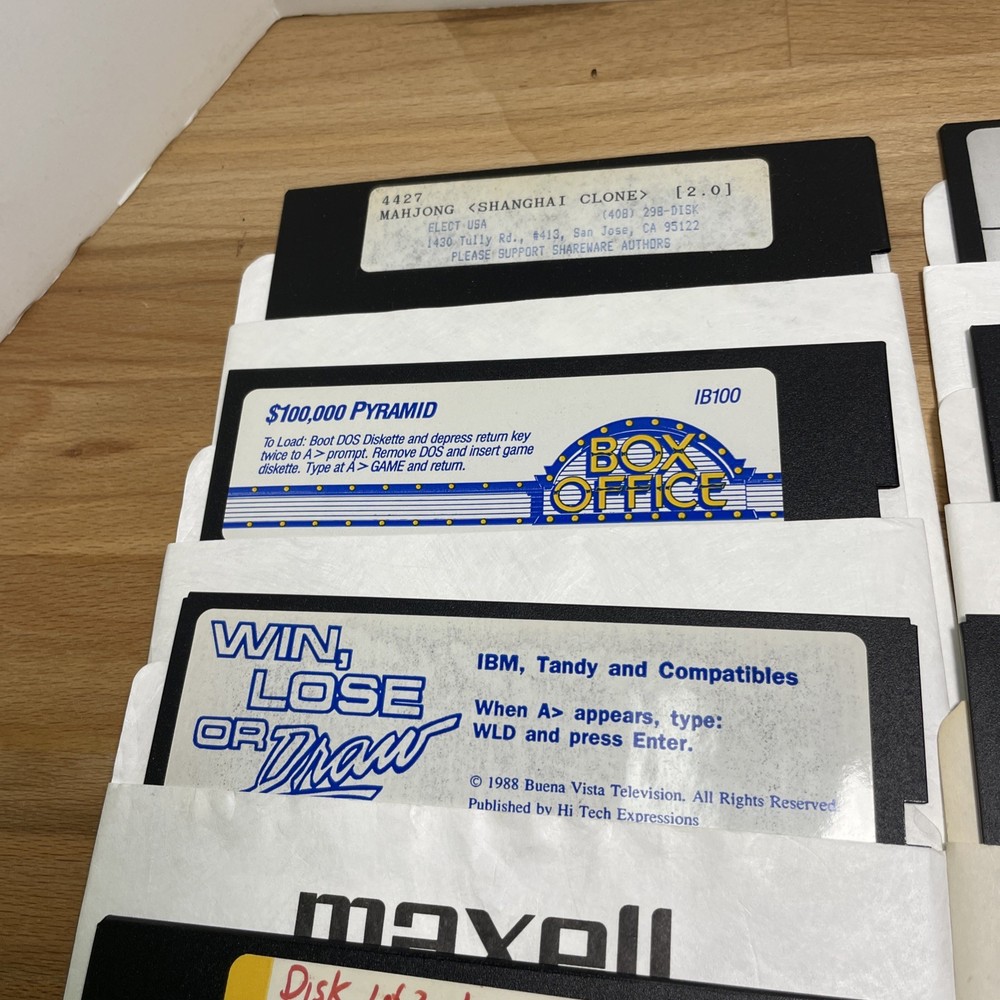 4427
MAHJONG <SHANGHAI CLONE> [2.0]
ELECT USA (408) 298-DISK
1430 Tully Rd., #413, San Jose, CA 95122
PLEASE SUPPORT SHAREWARE AUTHORS
$100,000 PYRAMID
IB100
To Load: Boot DOS Diskette and depress return key
twice to A > prompt. Remove DOS and insert game
diskette. Type at A > GAME and return.
BOX
OFFICE
WIN,
LOSE
OR Draw
IBM, Tandy and Compatibles
When A> appears, type:
WLD and press Enter.
© 1988 Buena Vista Television. All Rights Reserved.
Published by Hi Tech Expressions
maxell
Disk 1 of 2